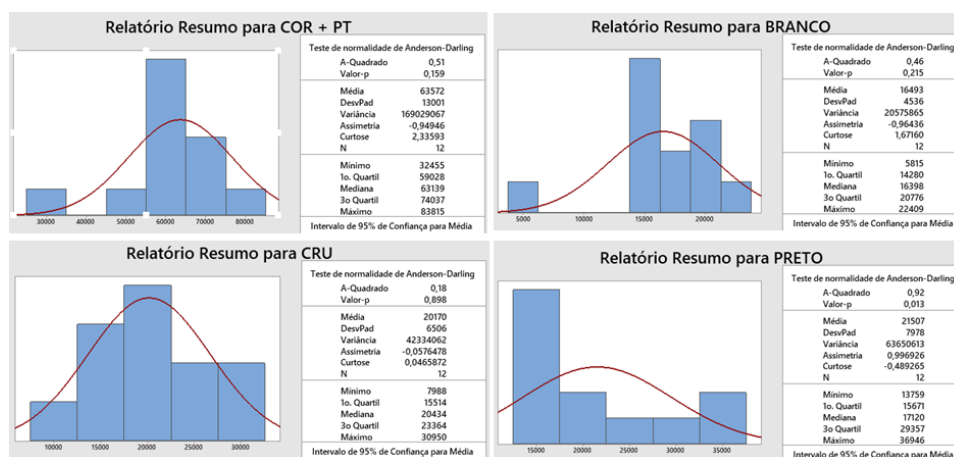 Relatório Resumo para COR + PT
Teste de normalidade de Anderson-Darling
A-Quadrado 0,51
Valor-p 0,159
Média 63572
DesvPad 13001
Variância 169029067
Assimetria -0,94946
Curtose 2,33593
N 12
Mínimo 32455
1o. Quartil 59028
Mediana 63139
3o Quartil 74037
Máximo 83815
Intervalo de 95% de Confiança para Média
30000 40000 50000 60000 70000 80000
Relatório Resumo para BRANCO
Teste de normalidade de Anderson-Darling
A-Quadrado 0,46
Valor-p 0,215
Média 16493
DesvPad 4536
Variância 20575865
Assimetria -0,96436
Curtose 1,67160
N 12
Mínimo 5815
1o. Quartil 14280
Mediana 16398
3o Quartil 20776
Máximo 22409
Intervalo de 95% de Confiança para Média
5000 10000 15000 20000
Relatório Resumo para CRU
Teste de normalidade de Anderson-Darling
A-Quadrado 0,18
Valor-p 0,898
Média 20170
DesvPad 6506
Variância 42334062
Assimetria -0,0576478
Curtose 0,0465872
N 12
Mínimo 7988
1o. Quartil 15514
Mediana 20434
3o Quartil 23364
Máximo 30950
Intervalo de 95% de Confiança para Média
10000 15000 20000 25000 30000
Relatório Resumo para PRETO
Teste de normalidade de Anderson-Darling
A-Quadrado 0,92
Valor-p 0,013
Média 21507
DesvPad 7978
Variância 63650613
Assimetria 0,996926
Curtose -0,489265
N 12
Mínimo 13759
1o. Quartil 15671
Mediana 17120
3o Quartil 29357
Máximo 36946
Intervalo de 95% de Confiança para Média
15000 20000 25000 30000 35000